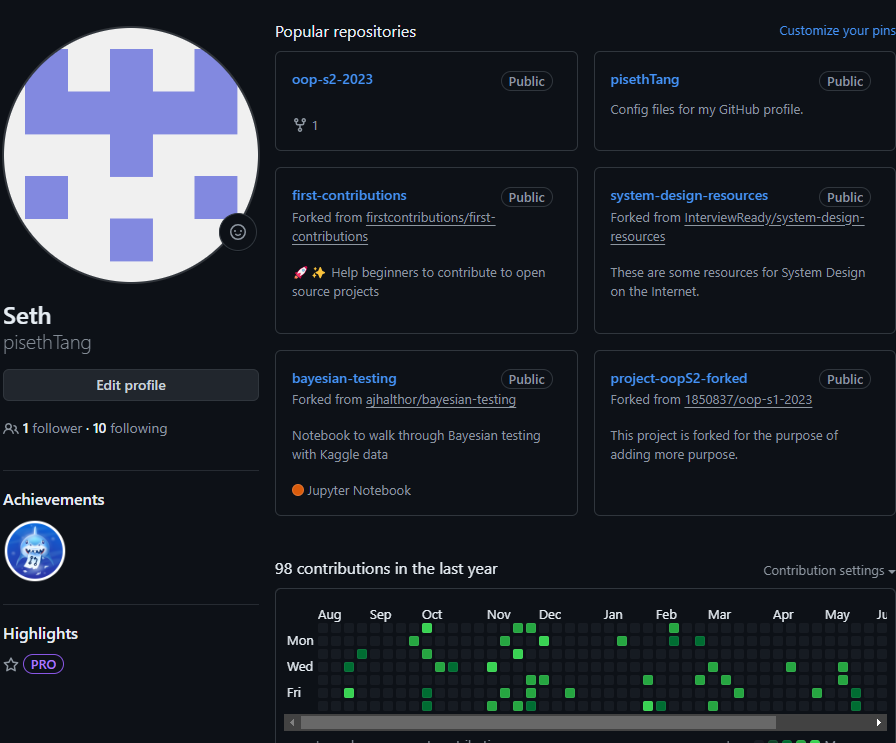 Popular repositories
Customize your pins
oop-s2-2023
Public
1
pisethTang
Public
Config files for my GitHub profile.
first-contributions
Public
Forked from firstcontributions/first-
contributions
🚀 ✨ Help beginners to contribute to open
source projects
system-design-resources
Public
Forked from InterviewReady/system-design-
resources
These are some resources for System Design
on the Internet.
bayesian-testing
Public
Forked from ajhalthor/bayesian-testing
Notebook to walk through Bayesian testing
with Kaggle data
Jupyter Notebook
project-oopS2-forked
Public
Forked from 1850837/oop-s1-2023
This project is forked for the purpose of
adding more purpose.
Seth
pisethTang
Edit profile
1 follower · 10 following
Achievements
Highlights
PRO
98 contributions in the last year
Contribution settings
Aug Sep Oct Nov Dec Jan Feb Mar Apr May
Mon
Wed
Fri